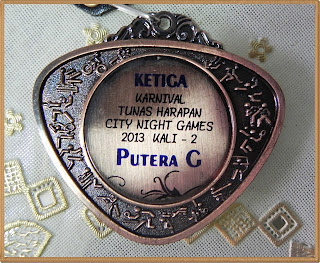 KETIGA
KARNIVAL
TUNAS HARAPAN
CITY NIGHT GAMES
2013 KALI - 2
PUTERA G